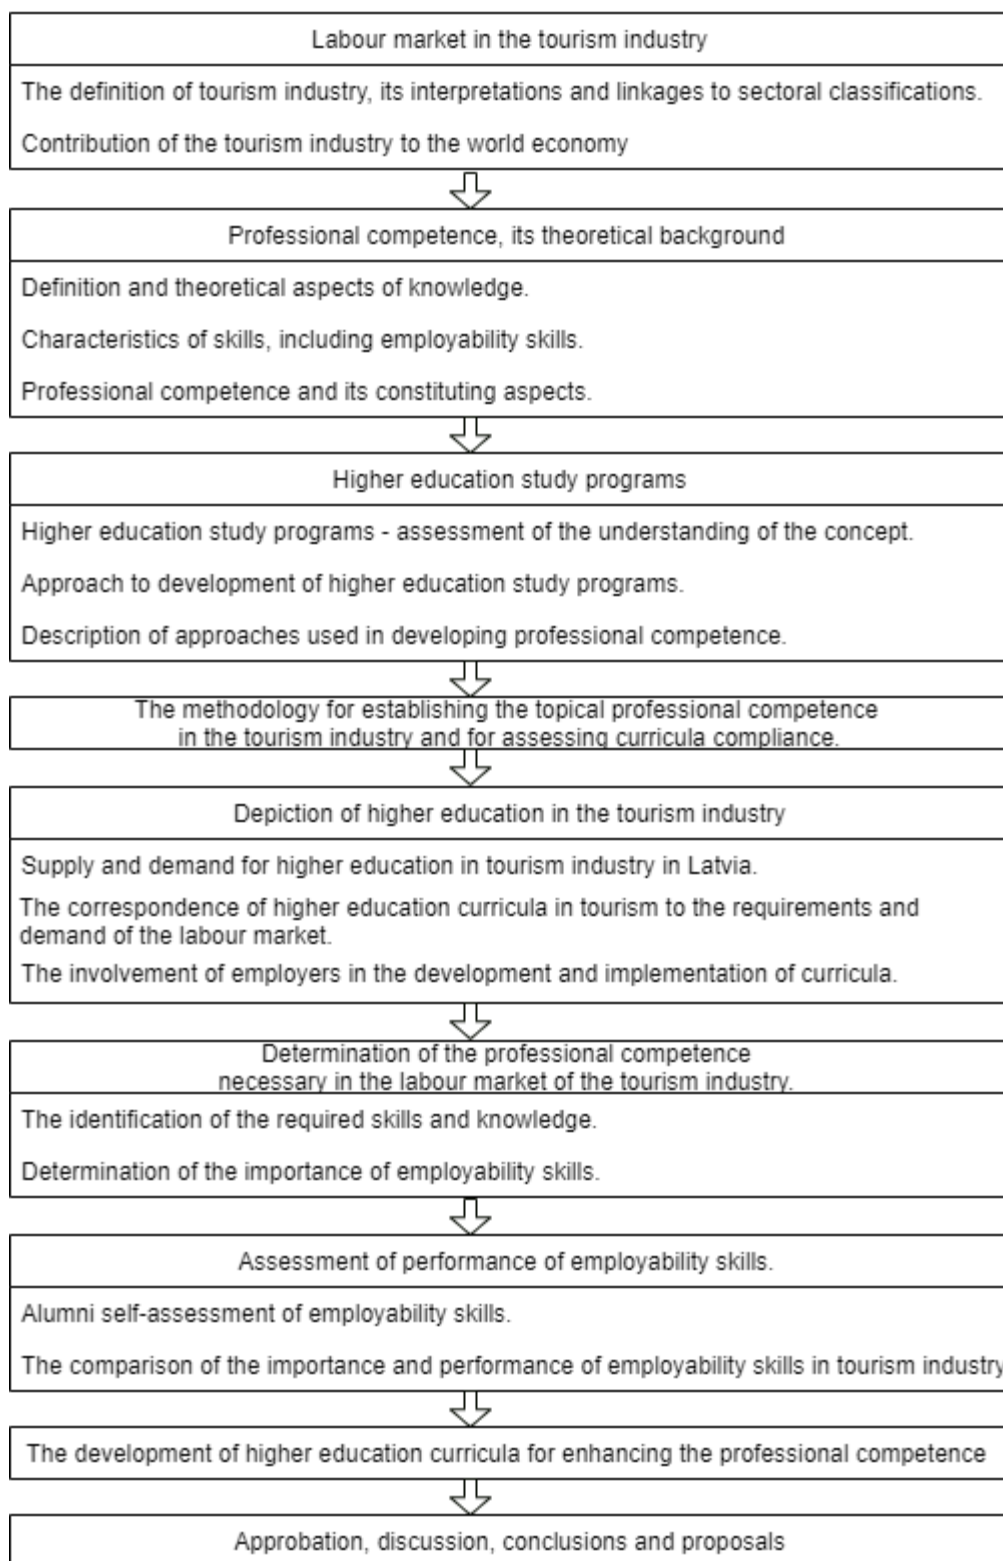 Labour market in the tourism industry
The definition of tourism industry, its interpretations and linkages to sectoral classifications.
Contribution of the tourism industry to the world economy
Professional competence, its theoretical background
Definition and theoretical aspects of knowledge.
Characteristics of skills, including employability skills.
Professional competence and its constituting aspects.
Higher education study programs
Higher education study programs - assessment of the understanding of the concept.
Approach to development of higher education study programs.
Description of approaches used in developing professional competence.
The methodology for establishing the topical professional competence
in the tourism industry and for assessing curricula compliance.
Depiction of higher education in the tourism industry
Supply and demand for higher education in tourism industry in Latvia.
The correspondence of higher education curricula in tourism to the requirements and
demand of the labour market.
The involvement of employers in the development and implementation of curricula.
Determination of the professional competence
necessary in the labour market of the tourism industry.
The identification of the required skills and knowledge.
Determination of the importance of employability skills.
Assessment of performance of employability skills.
Alumni self-assessment of employability skills.
The comparison of the importance and performance of employability skills in tourism industry
The development of higher education curricula for enhancing the professional competence
Approbation, discussion, conclusions and proposals